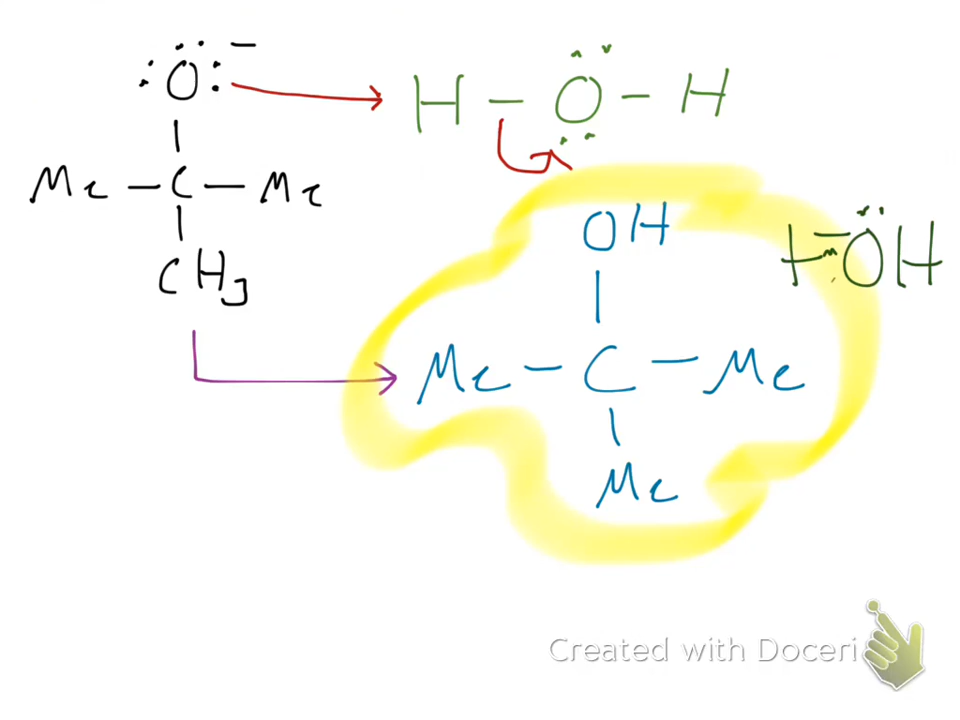 :Ö:⁻
H – Ö – H
Me – C – Me
CH3
OH
+ ⁻ÖH
Me – C – Me
Me
Created with Doceri